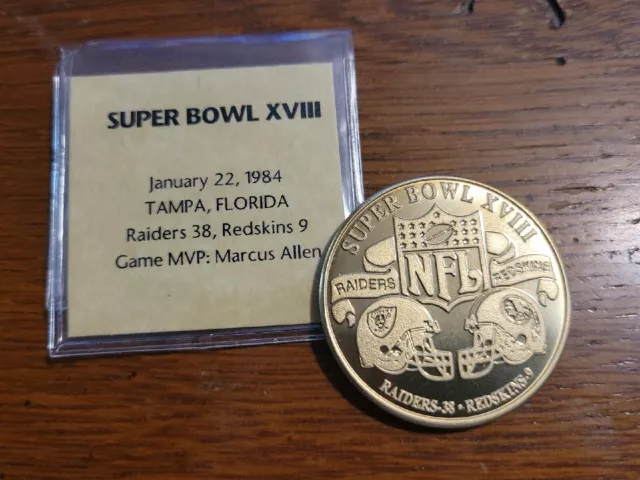 SUPER BOWL XVIII
January 22, 1984
TAMPA, FLORIDA
Raiders 38, Redskins 9
Game MVP: Marcus Allen
SUPER BOWL XVIII
NFL
RAIDERS
REDSKINS
RAIDERS-38 • REDSKINS-9